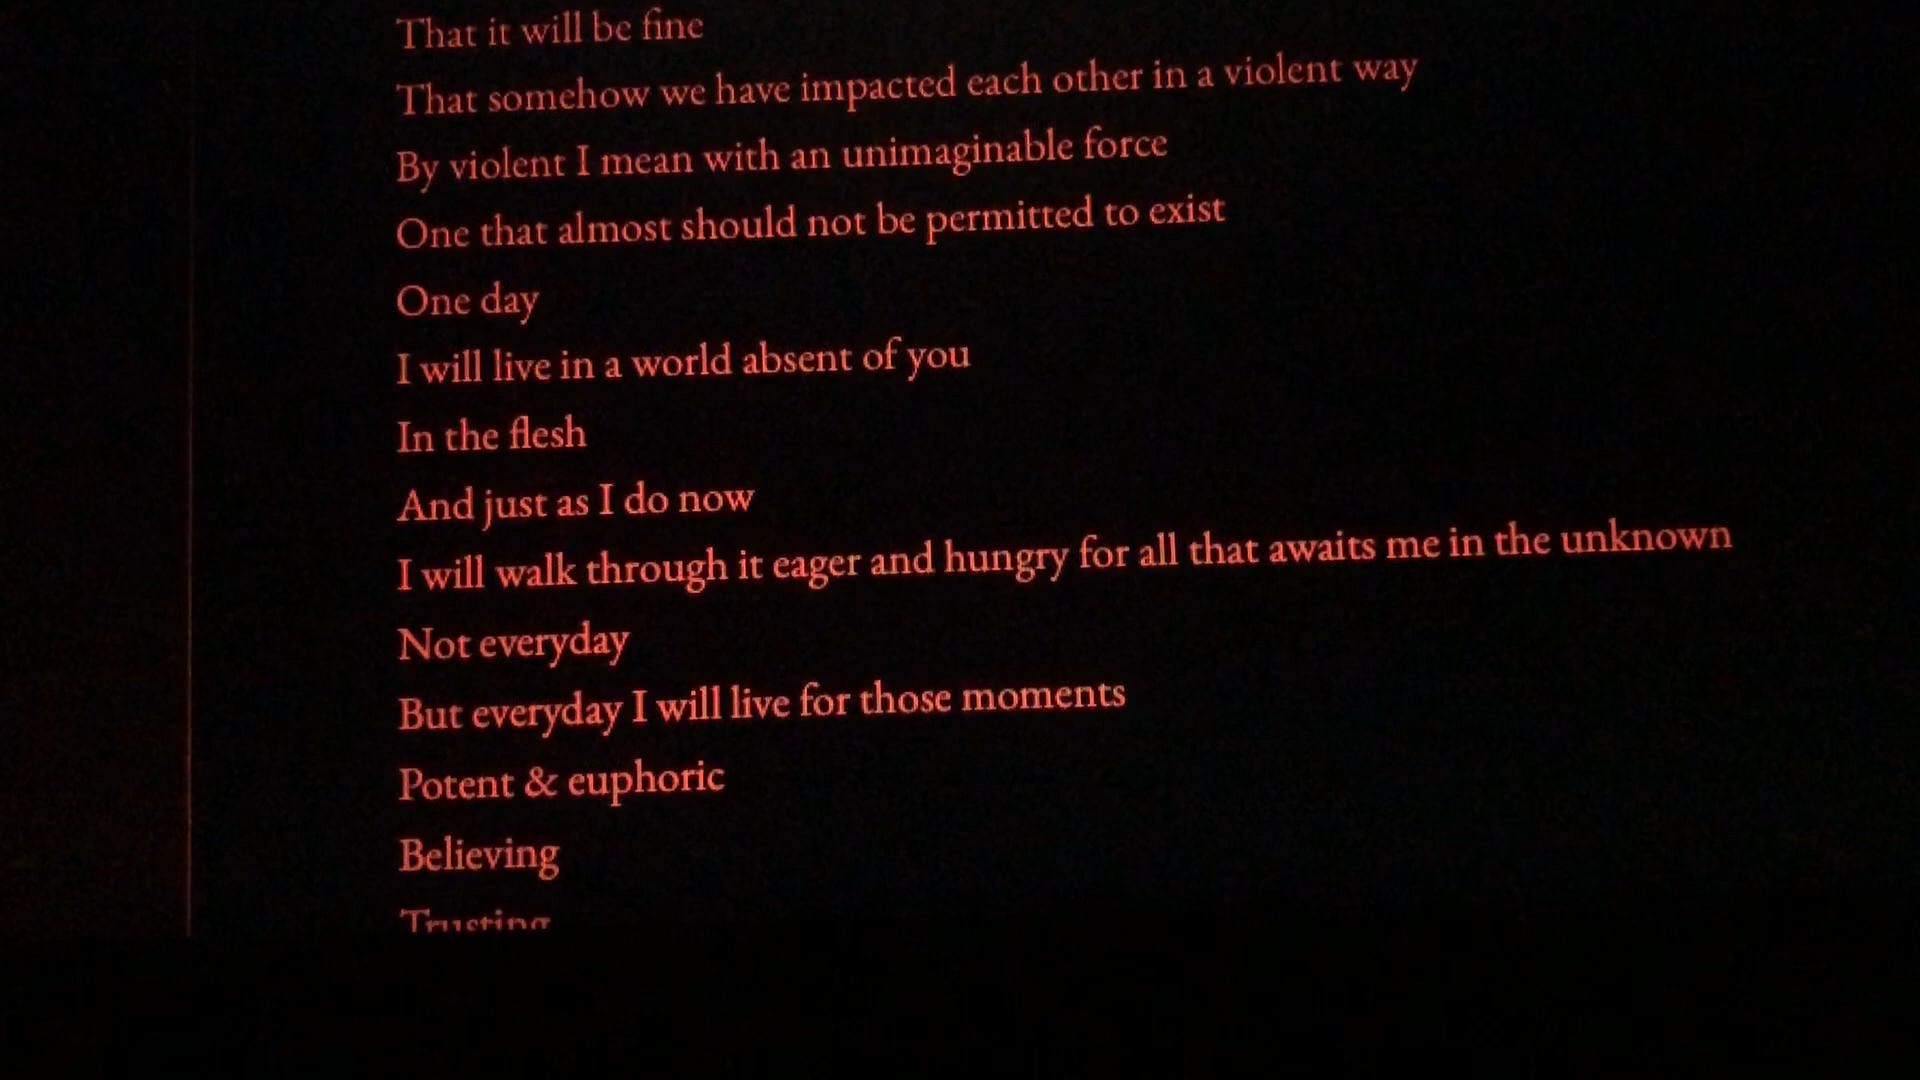 That it will be fine
That somehow we have impacted each other in a violent way
By violent I mean with an unimaginable force
One that almost should not be permitted to exist
One day
I will live in a world absent of you
In the flesh
And just as I do now
I will walk through it eager and hungry for all that awaits me in the unknown
Not everyday
But everyday I will live for those moments
Potent & euphoric
Believing
Trusting